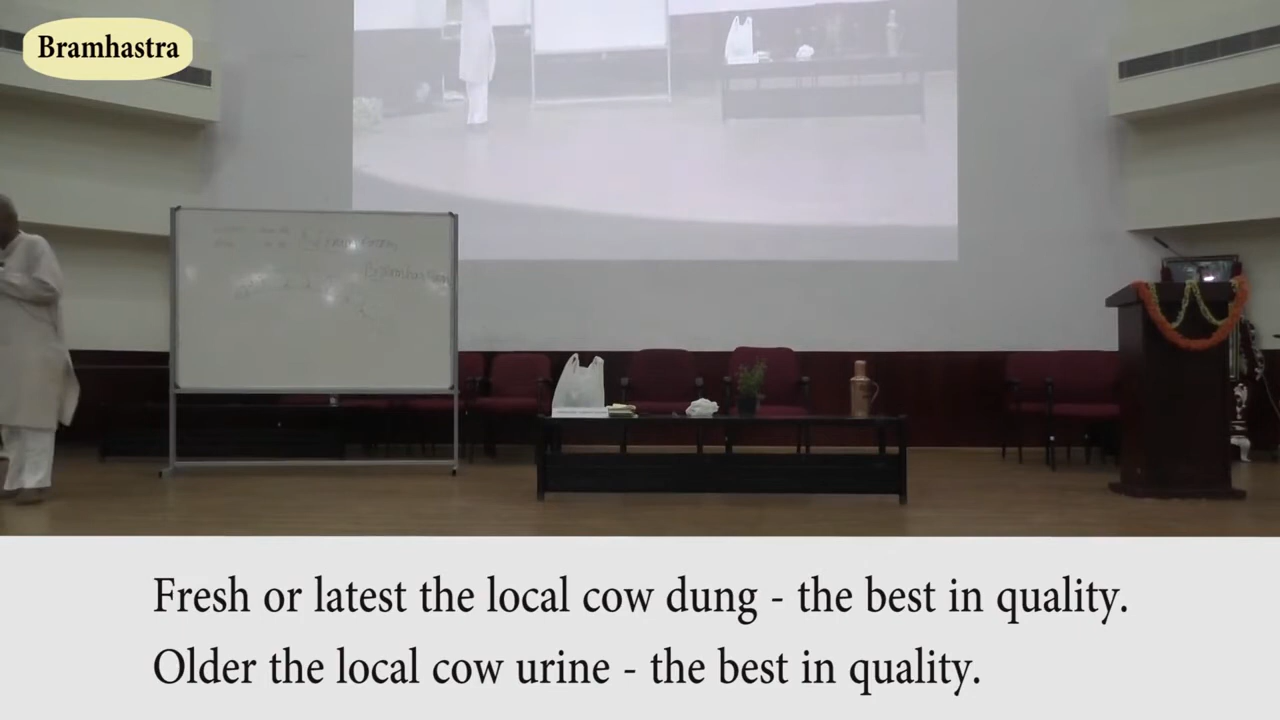 Bramhastra
Fresh or latest the local cow dung - the best in quality.
Older the local cow urine - the best in quality.